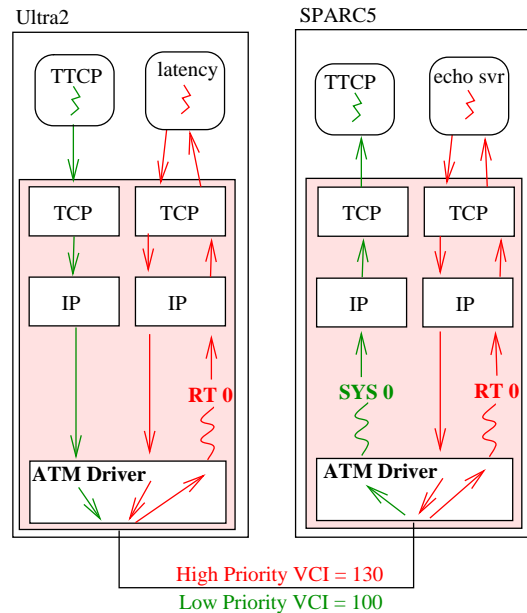 Ultra2
SPARC5
TTCP
latency
TTCP
echo svr
TCP
TCP
TCP
TCP
IP
IP
IP
IP
RT 0
SYS 0
RT 0
ATM Driver
ATM Driver
High Priority VCI = 130
Low Priority VCI = 100